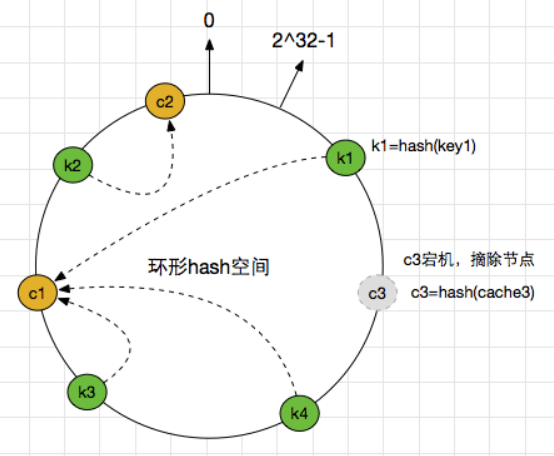 0
2^32-1
c2
k1=hash(key1)
k2
k1
环形hash空间
c3宕机，摘除节点
c1
c3
c3=hash(cache3)
k3
k4